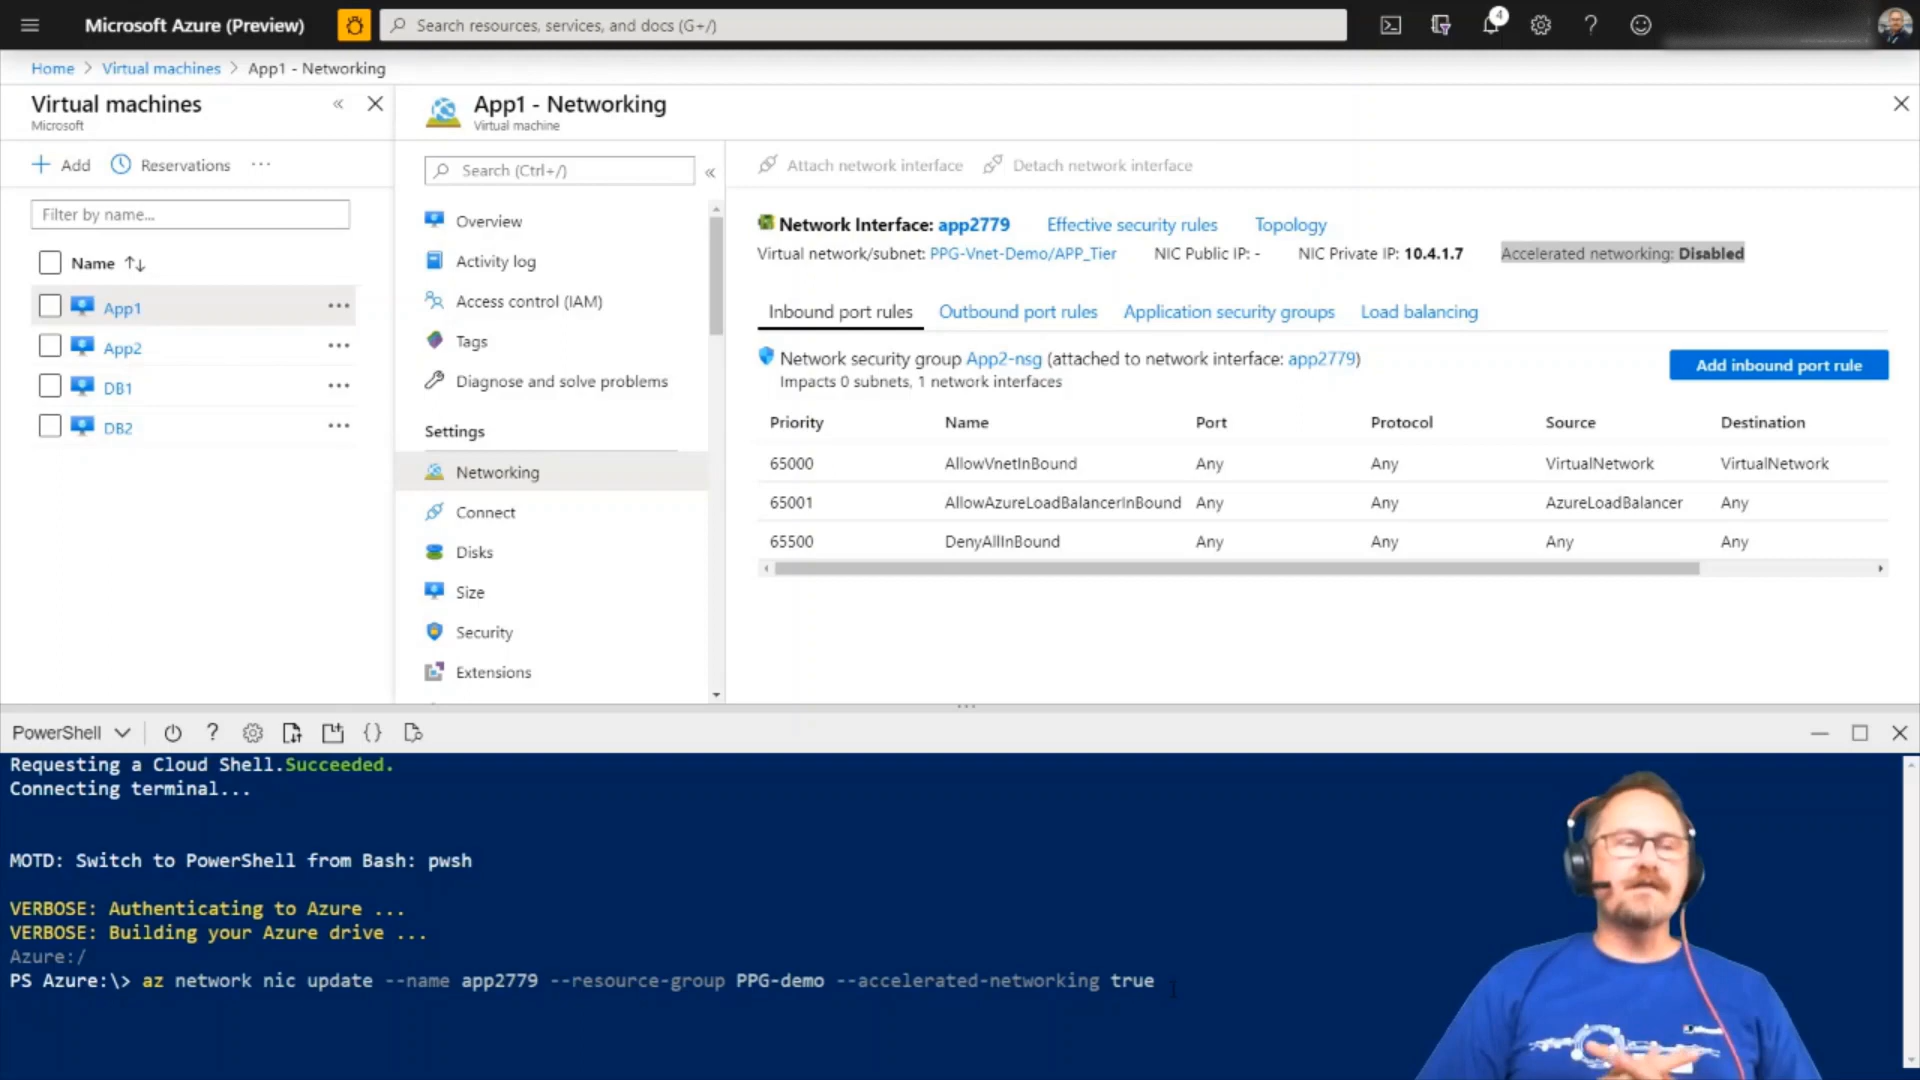 Microsoft Azure (Preview)
Search resources, services, and docs (G+/)
4
Home > Virtual machines > App1 - Networking
Virtual machines
Microsoft
Add
Reservations
Filter by name...
Name
App1
App2
DB1
DB2
App1 - Networking
Virtual machine
Search (Ctrl+/)
Overview
Activity log
Access control (IAM)
Tags
Diagnose and solve problems
Settings
Networking
Connect
Disks
Size
Security
Extensions
Attach network interface
Detach network interface
Network Interface: app2779 Effective security rules Topology
Virtual network/subnet: PPG-Vnet-Demo/APP_Tier NIC Public IP: - NIC Private IP: 10.4.1.7 Accelerated networking: Disabled
Inbound port rules Outbound port rules Application security groups Load balancing
Network security group App2-nsg (attached to network interface: app2779)
Impacts 0 subnets, 1 network interfaces
Add inbound port rule
Priority Name Port Protocol Source Destination
65000 AllowVnetInBound Any Any VirtualNetwork VirtualNetwork
65001 AllowAzureLoadBalancerInBound Any Any AzureLoadBalancer Any
65500 DenyAllInBound Any Any Any Any
PowerShell
Requesting a Cloud Shell.Succeeded.
Connecting terminal...
MOTD: Switch to PowerShell from Bash: pwsh
VERBOSE: Authenticating to Azure ...
VERBOSE: Building your Azure drive ...
Azure:/
PS Azure:\> az network nic update --name app2779 --resource-group PPG-demo --accelerated-networking true